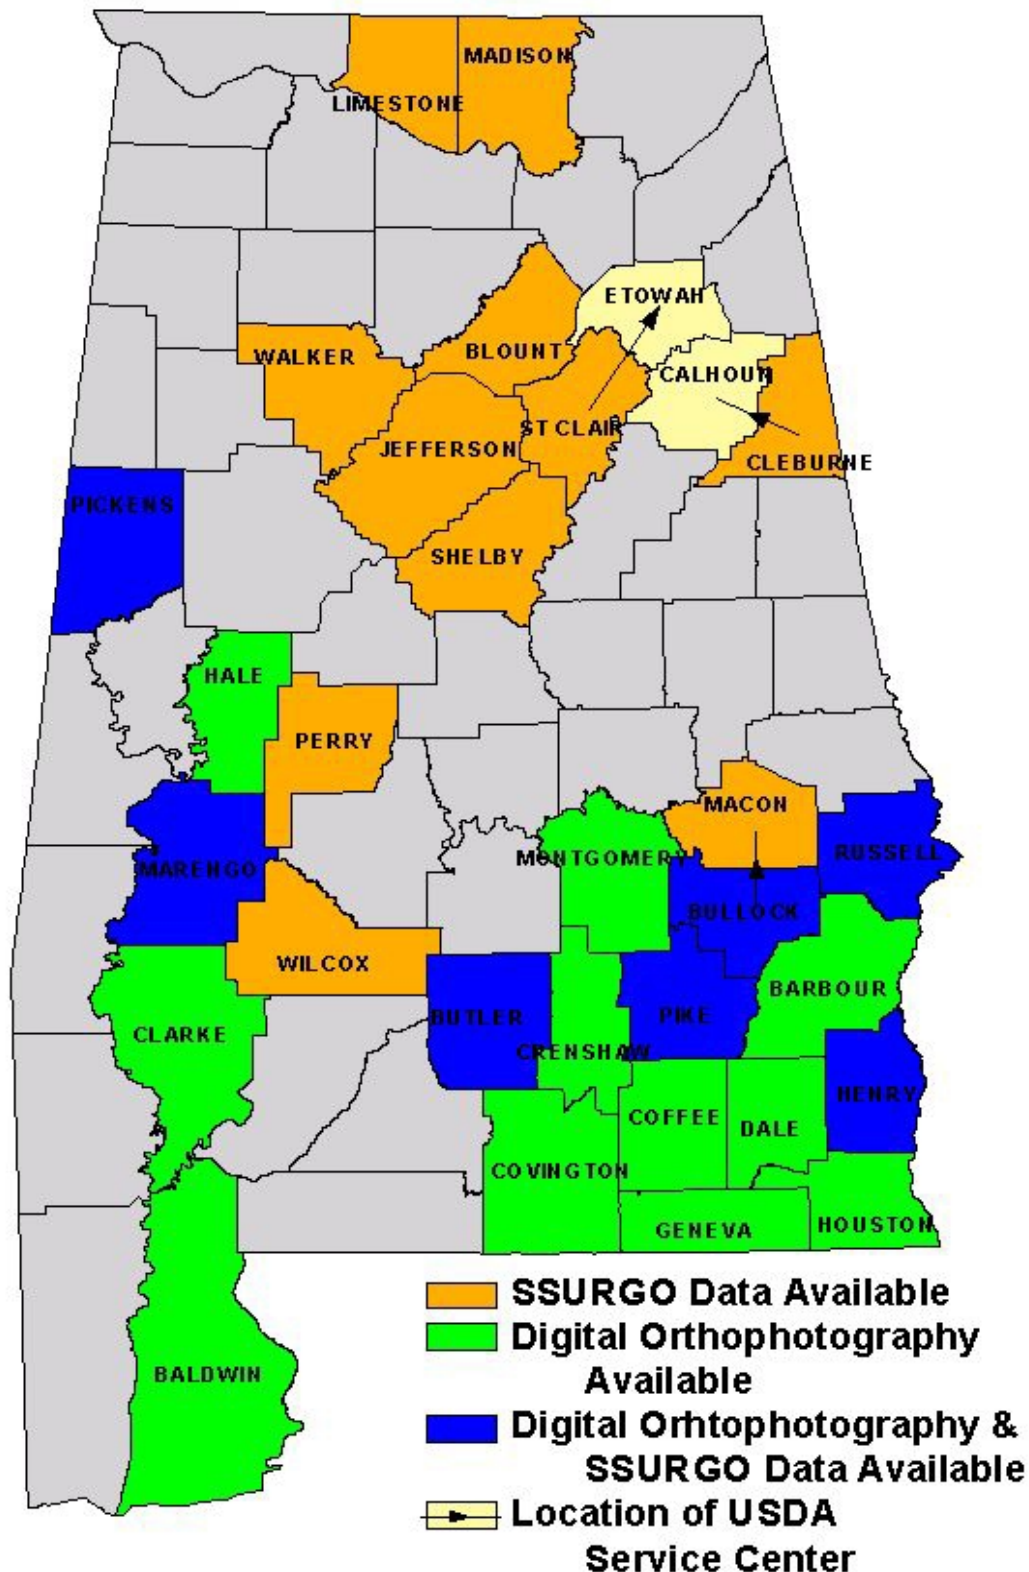 MADISON
LIMESTONE
ETOWAH
BLOUNT
WALKER
CALHOUN
ST CLAIR
JEFFERSON
CLEBURNE
PICKENS
SHELBY
HALE
PERRY
MACON
RUSSELL
MONTGOMERY
MARENGO
BULLOCK
WILCOX
BARBOUR
BUTLER
PIKE
CLARKE
CRENSHAW
HENRY
COFFEE
DALE
COVINGTON
GENEVA
HOUSTON
BALDWIN
SSURGO Data Available
Digital Orthophotography
Available
Digital Orhtophotography &
SSURGO Data Available
Location of USDA
Service Center